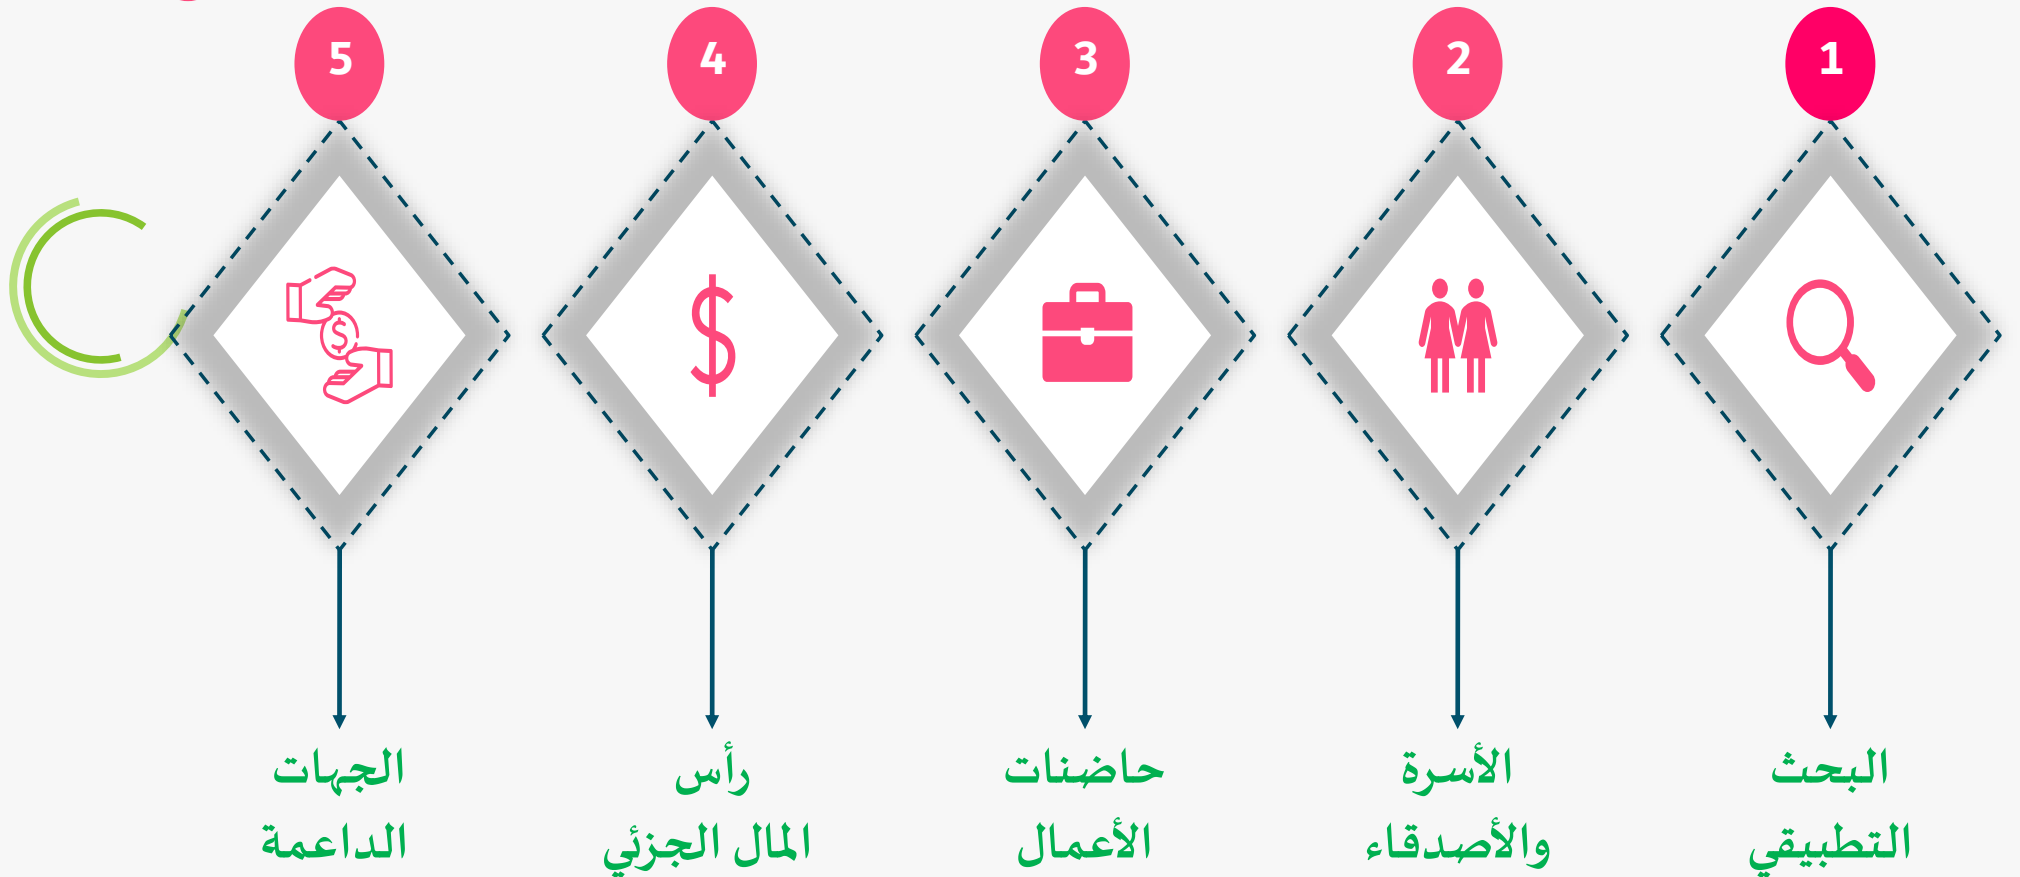 1
البحث
التطبيقي
2
الأسرة
والأصدقاء
3
حاضنات
الأعمال
4
رأس
المال الجزئي
5
الجهات
الداعمة